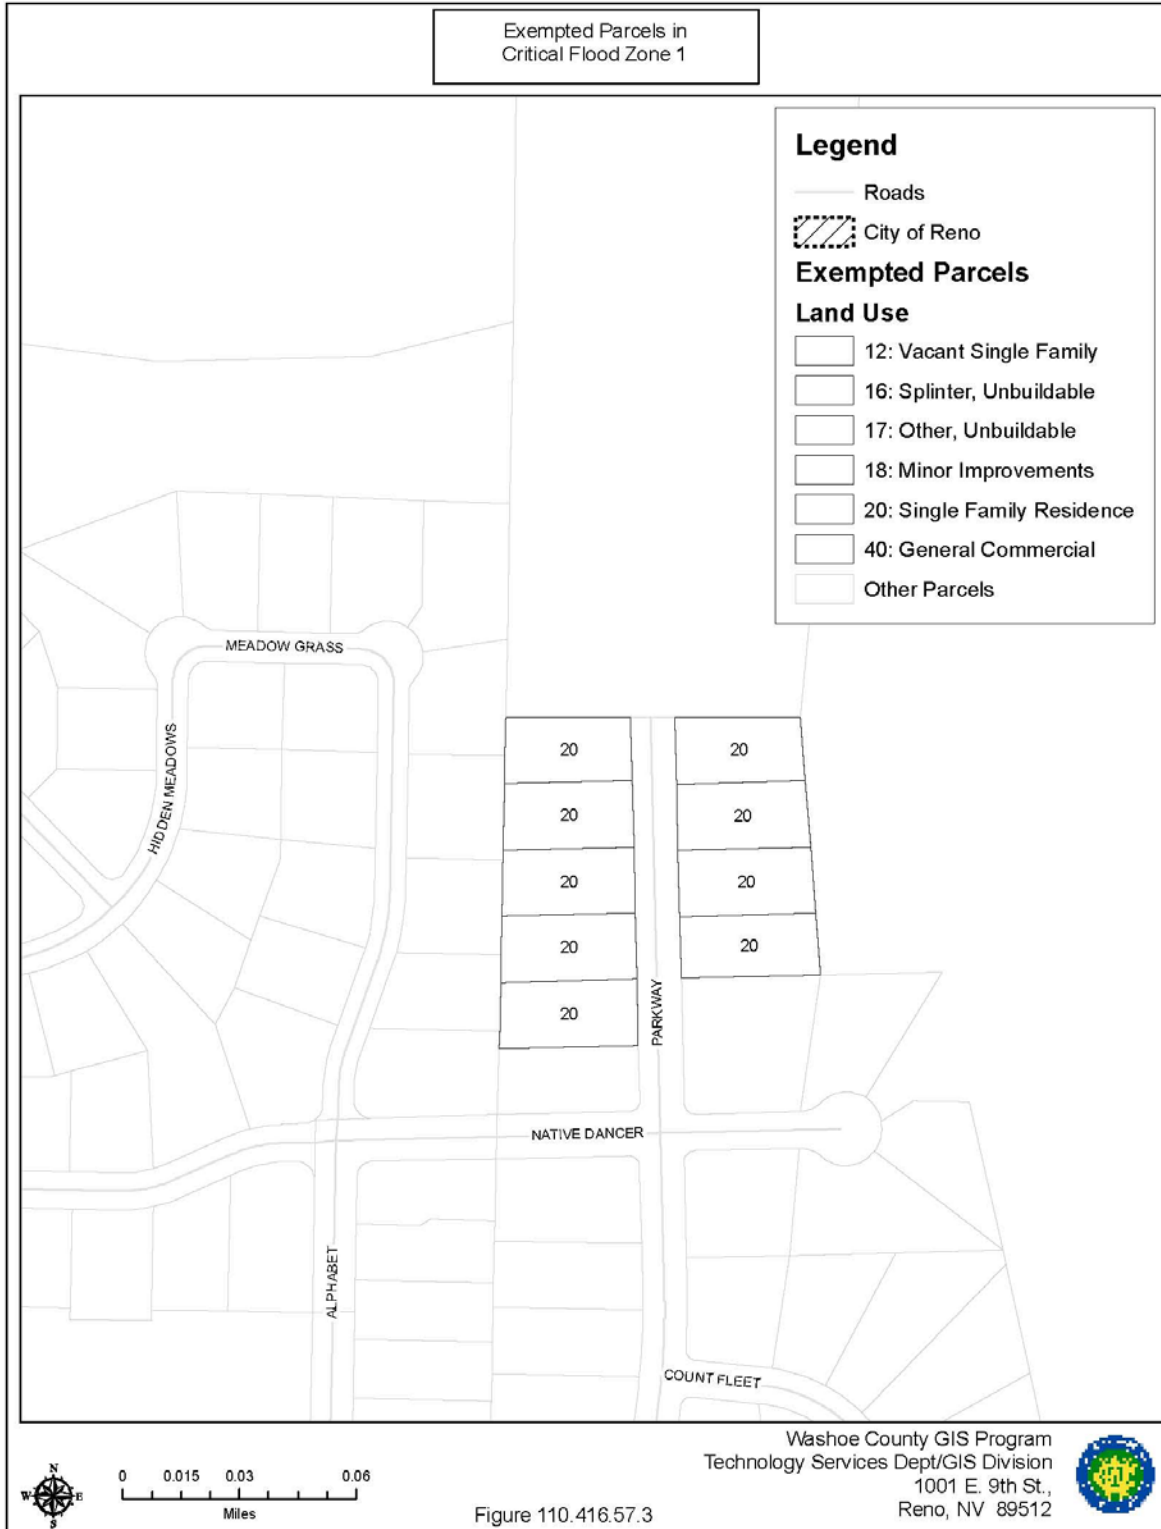 Exempted Parcels in
Critical Flood Zone 1
Legend
Roads
City of Reno
Exempted Parcels
Land Use
12: Vacant Single Family
16: Splinter, Unbuildable
17: Other, Unbuildable
18: Minor Improvements
20: Single Family Residence
40: General Commercial
Other Parcels
MEADOW GRASS
HIDDEN MEADOWS
20
20
20
20
20
20
20
20
20
PARKWAY
NATIVE DANCER
ALPHABET
COUNT FLEET
N
W E
S
0 0.015 0.03 0.06
Miles
Figure 110.416.57.3
Washoe County GIS Program
Technology Services Dept/GIS Division
1001 E. 9th St.,
Reno, NV 89512